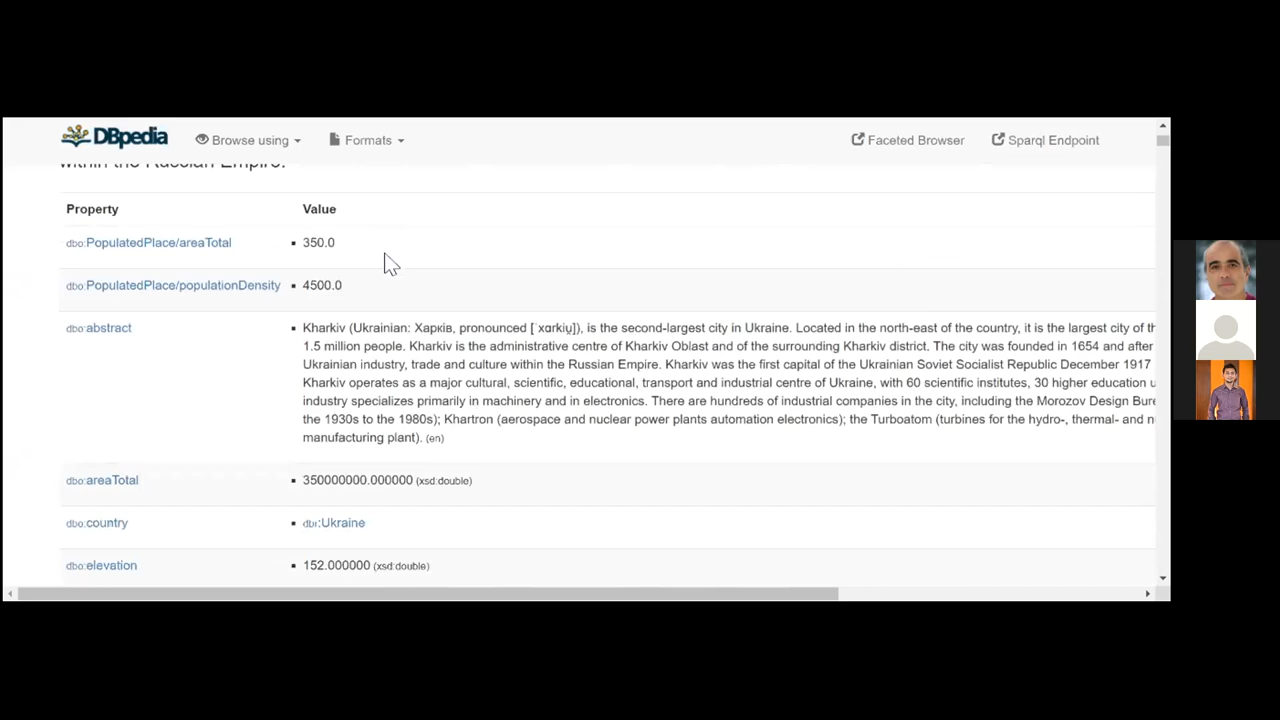 DBpedia Browse using Formats Faceted Browser Sparql Endpoint
within the Russian Empire.
Property Value
dbo:PopulatedPlace/areaTotal 350.0
dbo:PopulatedPlace/populationDensity 4500.0
dbo:abstract Kharkiv (Ukrainian: Харків, pronounced [ˈxɑrkiu̯]), is the second-largest city in Ukraine. Located in the north-east of the country, it is the largest city of th
1.5 million people. Kharkiv is the administrative centre of Kharkiv Oblast and of the surrounding Kharkiv district. The city was founded in 1654 and after
Ukrainian industry, trade and culture within the Russian Empire. Kharkiv was the first capital of the Ukrainian Soviet Socialist Republic December 1917
Kharkiv operates as a major cultural, scientific, educational, transport and industrial centre of Ukraine, with 60 scientific institutes, 30 higher education u
industry specializes primarily in machinery and in electronics. There are hundreds of industrial companies in the city, including the Morozov Design Bure
the 1930s to the 1980s); Khartron (aerospace and nuclear power plants automation electronics); the Turboatom (turbines for the hydro-, thermal- and n
manufacturing plant). (en)
dbo:areaTotal 350000000.000000 (xsd:double)
dbo:country dbr:Ukraine
dbo:elevation 152.000000 (xsd:double)